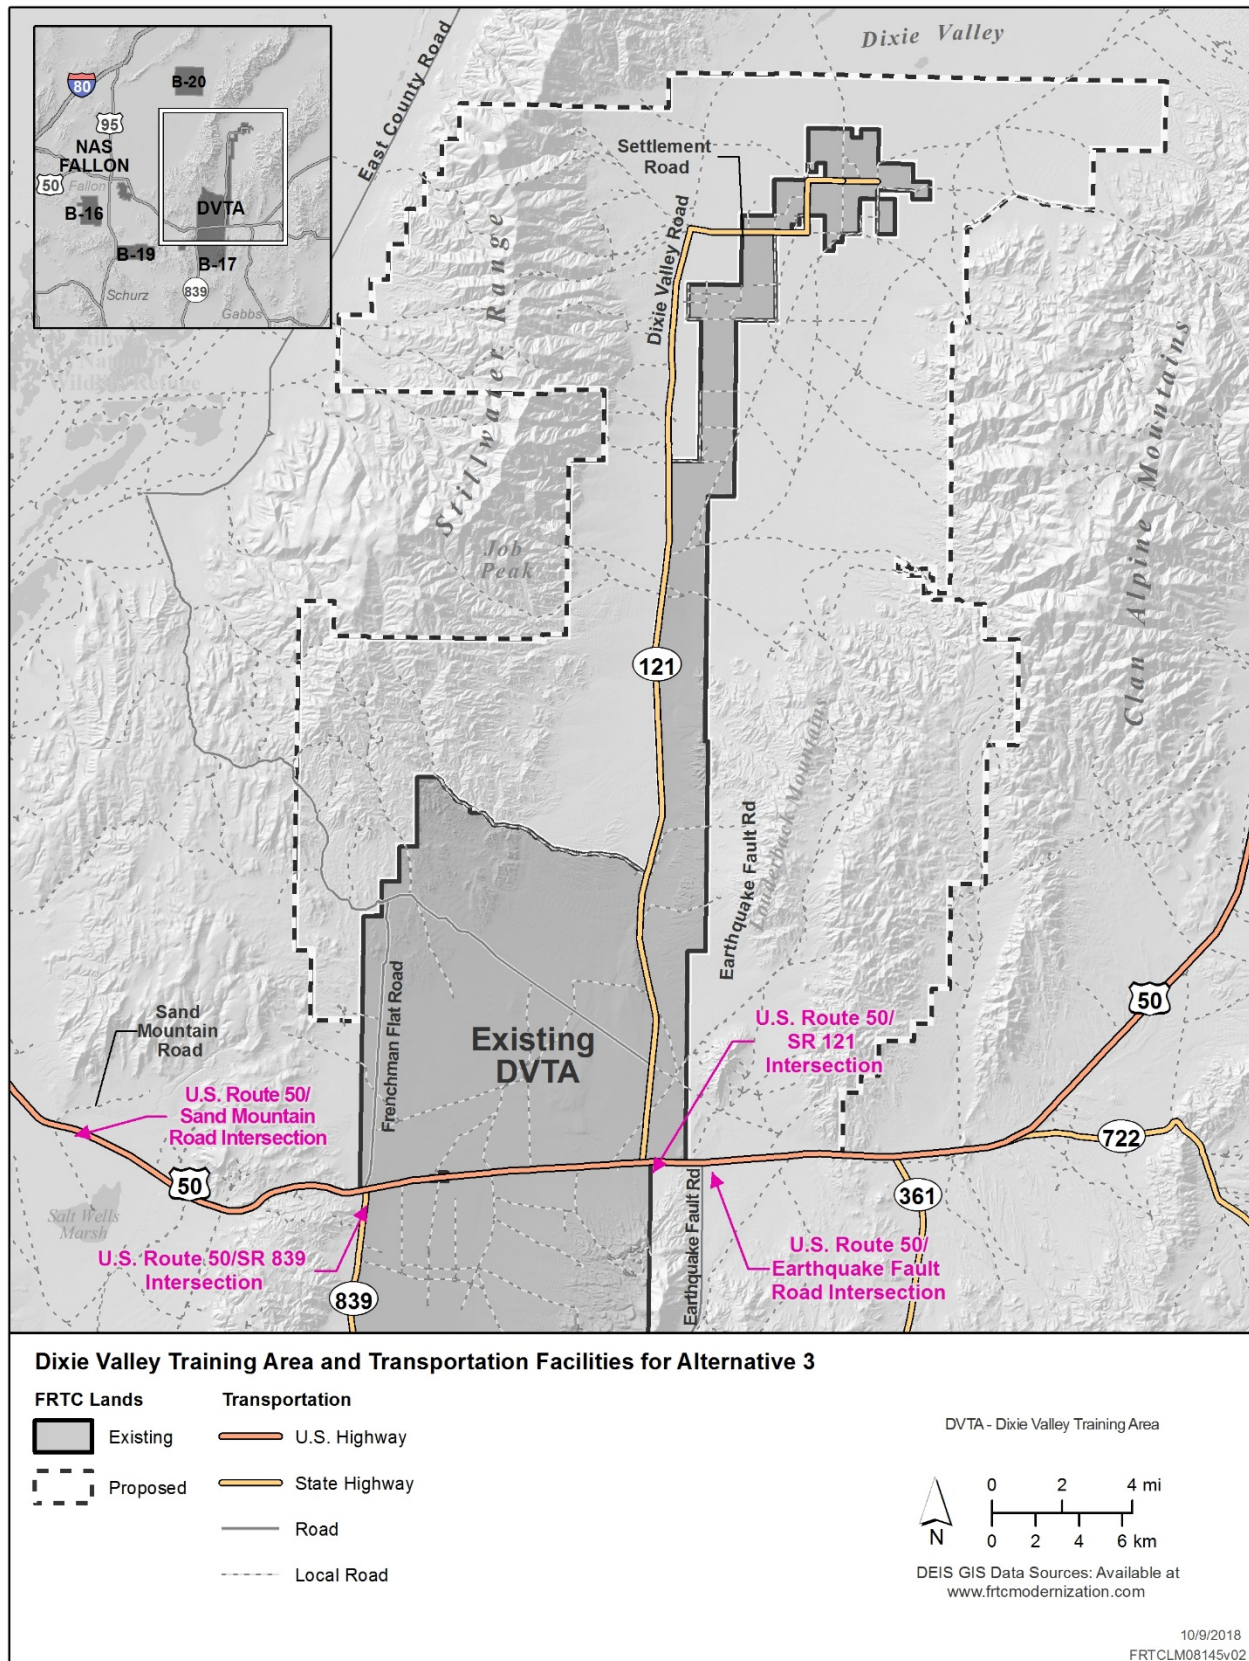 Dixie Valley
East County Road
80
B-20
95
NAS
FALLON
50
Fallon
B-16
DVTA
B-19
B-17
839
Schurz
Gabbs
Settlement
Road
Dixie Valley Road
Stillwater Range
Wildlife Refuge
Job
Peak
Clan Alpine Mountains
121
Louderback Mountains
Earthquake Fault Rd
Sand
Mountain
Road
Frenchman Flat Road
Existing
DVTA
U.S. Route 50/
SR 121
Intersection
50
U.S. Route 50/
Sand Mountain
Road Intersection
722
50
361
Salt Wells
Marsh
U.S. Route 50/SR 839
Intersection
Earthquake Fault Rd
U.S. Route 50/
Earthquake Fault
Road Intersection
839
Dixie Valley Training Area and Transportation Facilities for Alternative 3
FRTC Lands
Transportation
Existing
U.S. Highway
Proposed
State Highway
Road
Local Road
DVTA - Dixie Valley Training Area
N
0 2 4 mi
0 2 4 6 km
DEIS GIS Data Sources: Available at
www.frtcmodernization.com
10/9/2018
FRTCLM08145v02